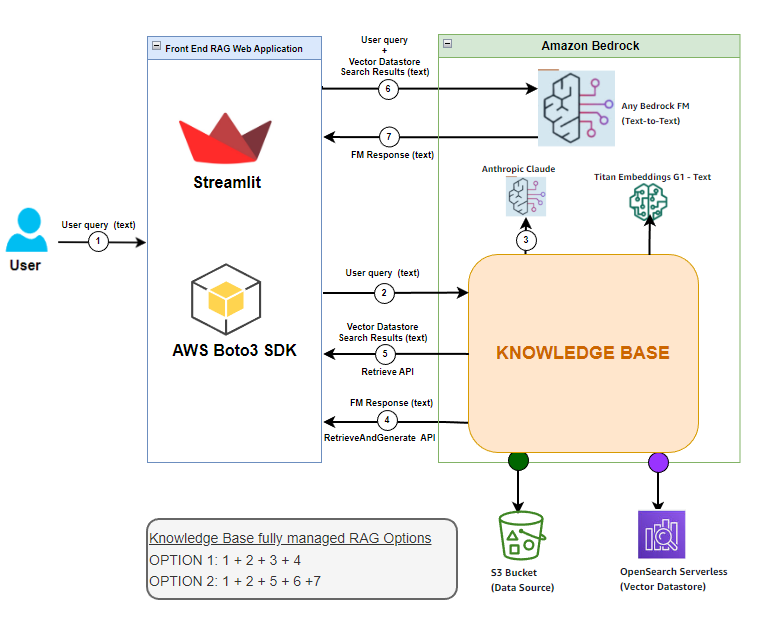 User query
+
Vector Datastore
Search Results (text)
6
7
FM Response (text)
Front End RAG Web Application
Streamlit
AWS Boto3 SDK
User
User query  (text)
1
Amazon Bedrock
Any Bedrock FM
(Text-to-Text)
Anthropic Claude
Titan Embeddings G1 - Text
3
User query  (text)
2
Vector Datastore
Search Results (text)
5
Retrieve API
FM Response (text)
4
RetrieveAndGenerate  API
KNOWLEDGE BASE
S3 Bucket
(Data Source)
OpenSearch Serverless
(Vector Datastore)
Knowledge Base fully managed RAG Options
OPTION 1: 1 + 2 + 3 + 4
OPTION 2: 1 + 2 + 5 + 6 +7